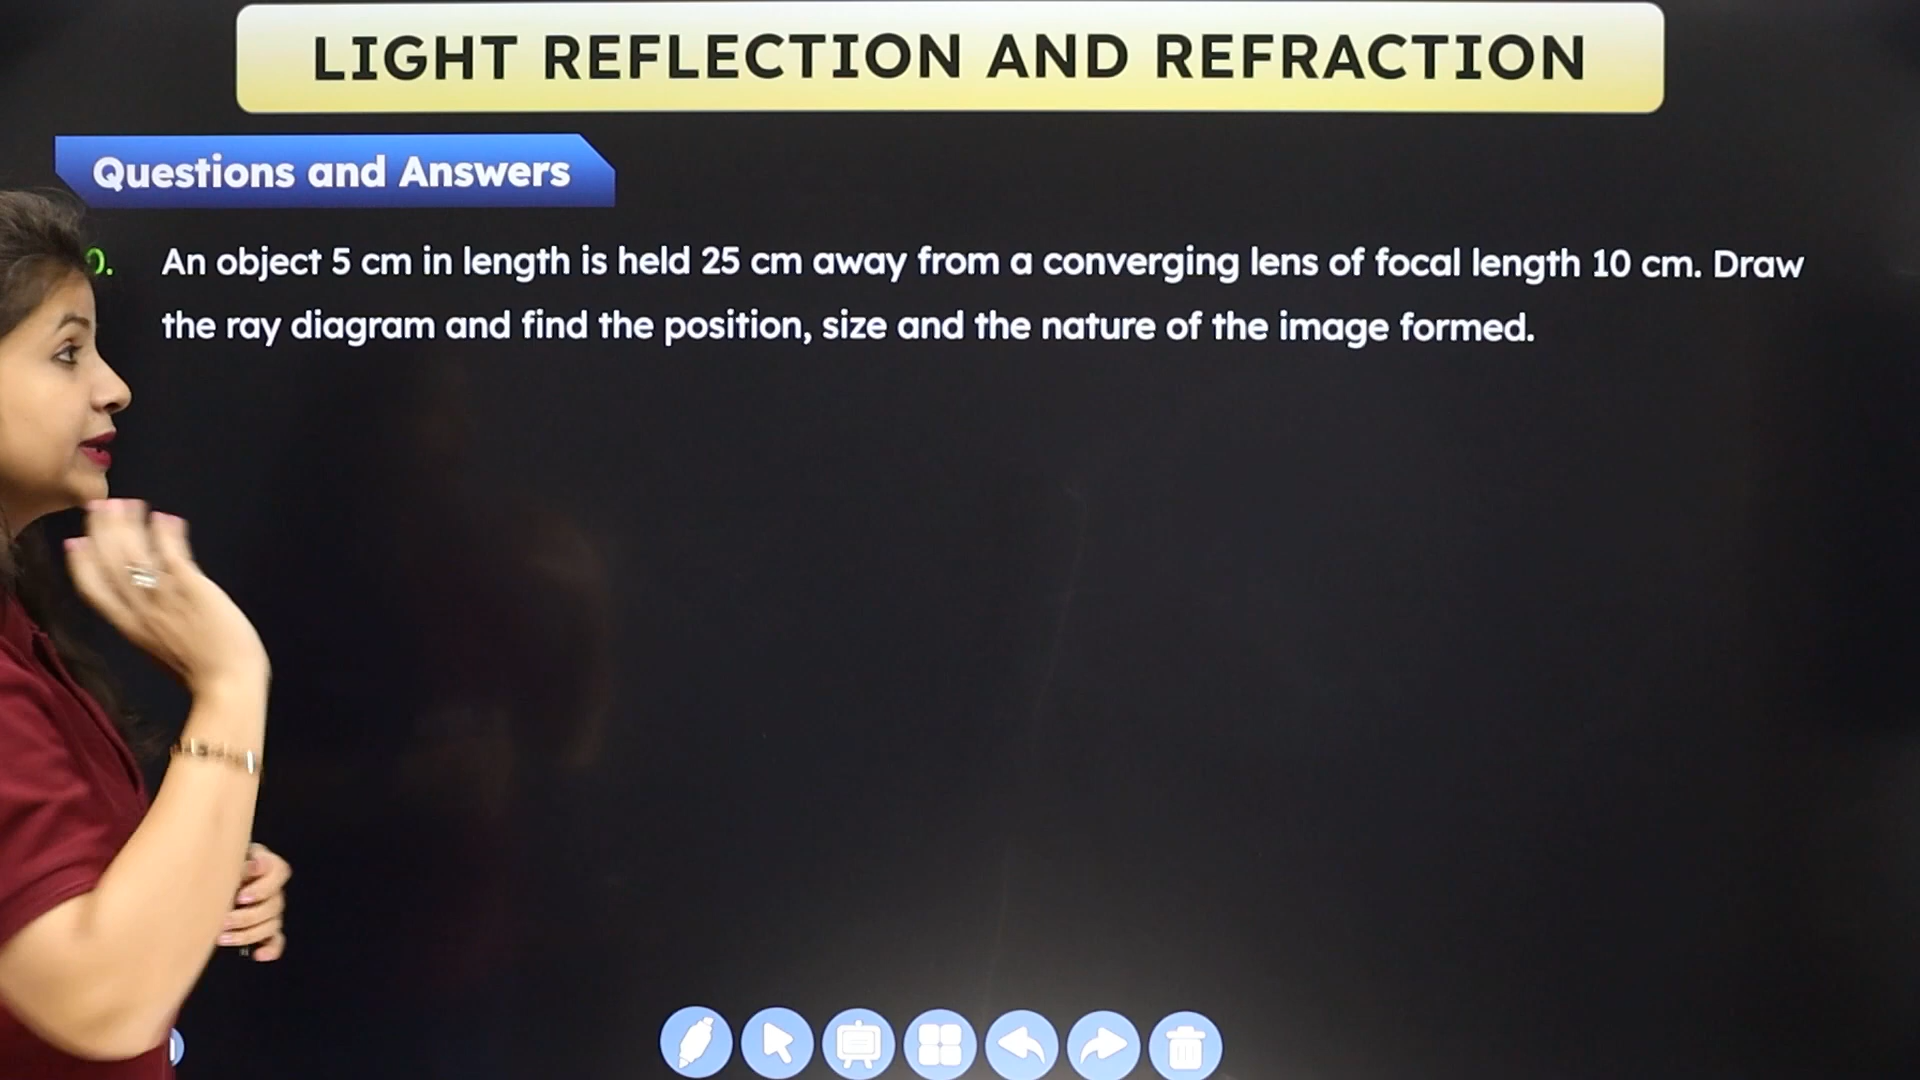 LIGHT REFLECTION AND REFRACTION
Questions and Answers
An object 5 cm in length is held 25 cm away from a converging lens of focal length 10 cm. Draw
the ray diagram and find the position, size and the nature of the image formed.